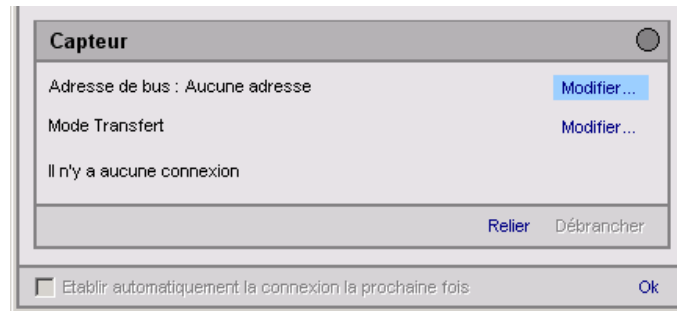 Capteur
Adresse de bus : Aucune adresse Modifier...
Mode Transfert Modifier...
Il n'y a aucune connexion
Relier Débrancher
Etablir automatiquement la connexion la prochaine fois Ok